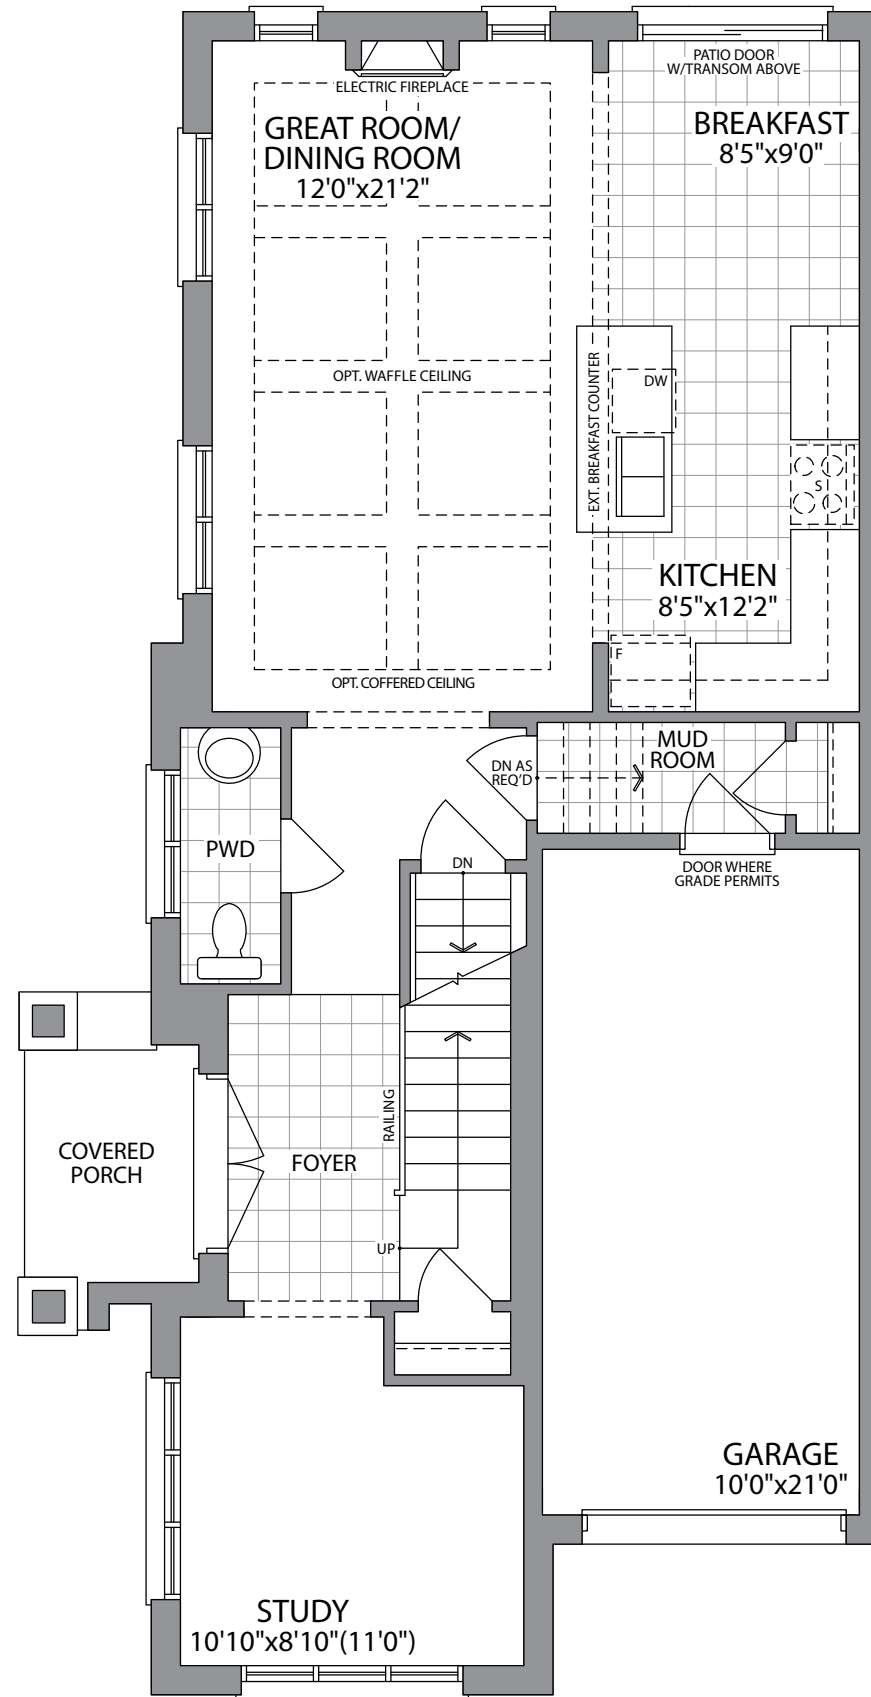 PATIO DOOR
W/TRANSOM ABOVE
ELECTRIC FIREPLACE
GREAT ROOM/
DINING ROOM
12'0"x21'2"
BREAKFAST
8'5"x9'0"
OPT. WAFFLE CEILING
EXT. BREAKFAST COUNTER
DW
S
KITCHEN
8'5"x12'2"
F
OPT. COFFERED CEILING
MUD
ROOM
DN AS
REQ'D
PWD
DN
DOOR WHERE
GRADE PERMITS
RAILING
COVERED
PORCH
FOYER
UP
GARAGE
10'0"x21'0"
STUDY
10'10"x8'10"(11'0")